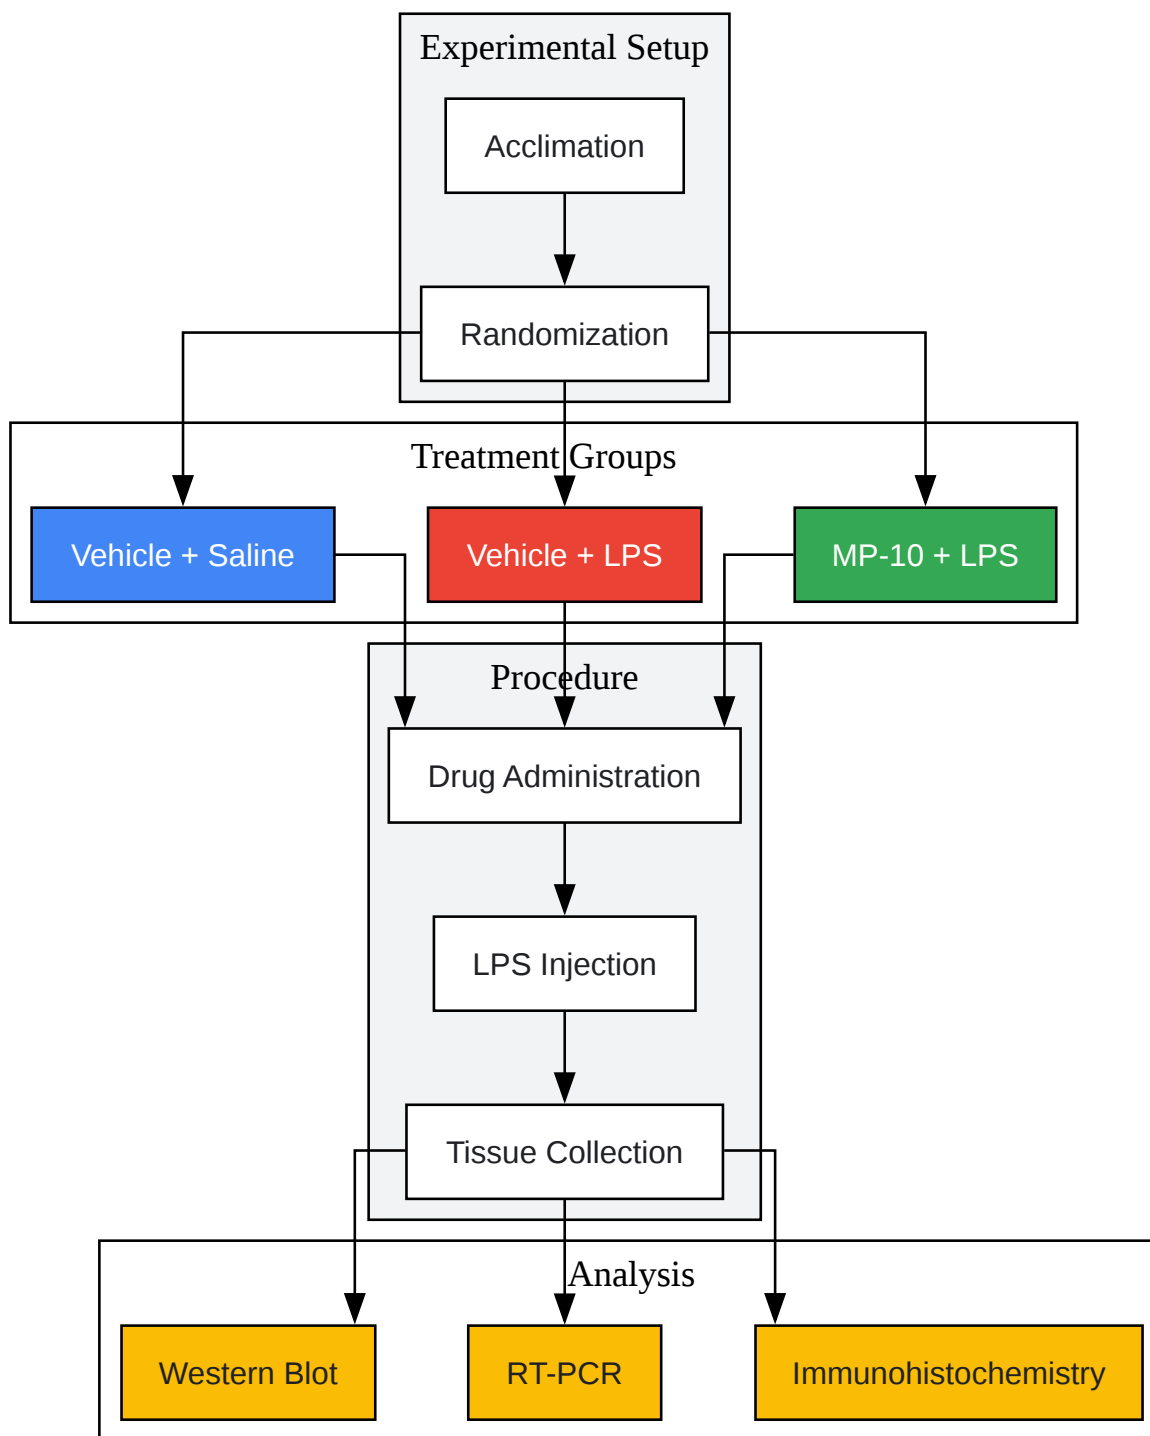 Experimental Setup
Acclimation
Randomization
Treatment Groups
Vehicle + Saline
Vehicle + LPS
MP-10 + LPS
Procedure
Drug Administration
LPS Injection
Tissue Collection
Analysis
Western Blot
RT-PCR
Immunohistochemistry